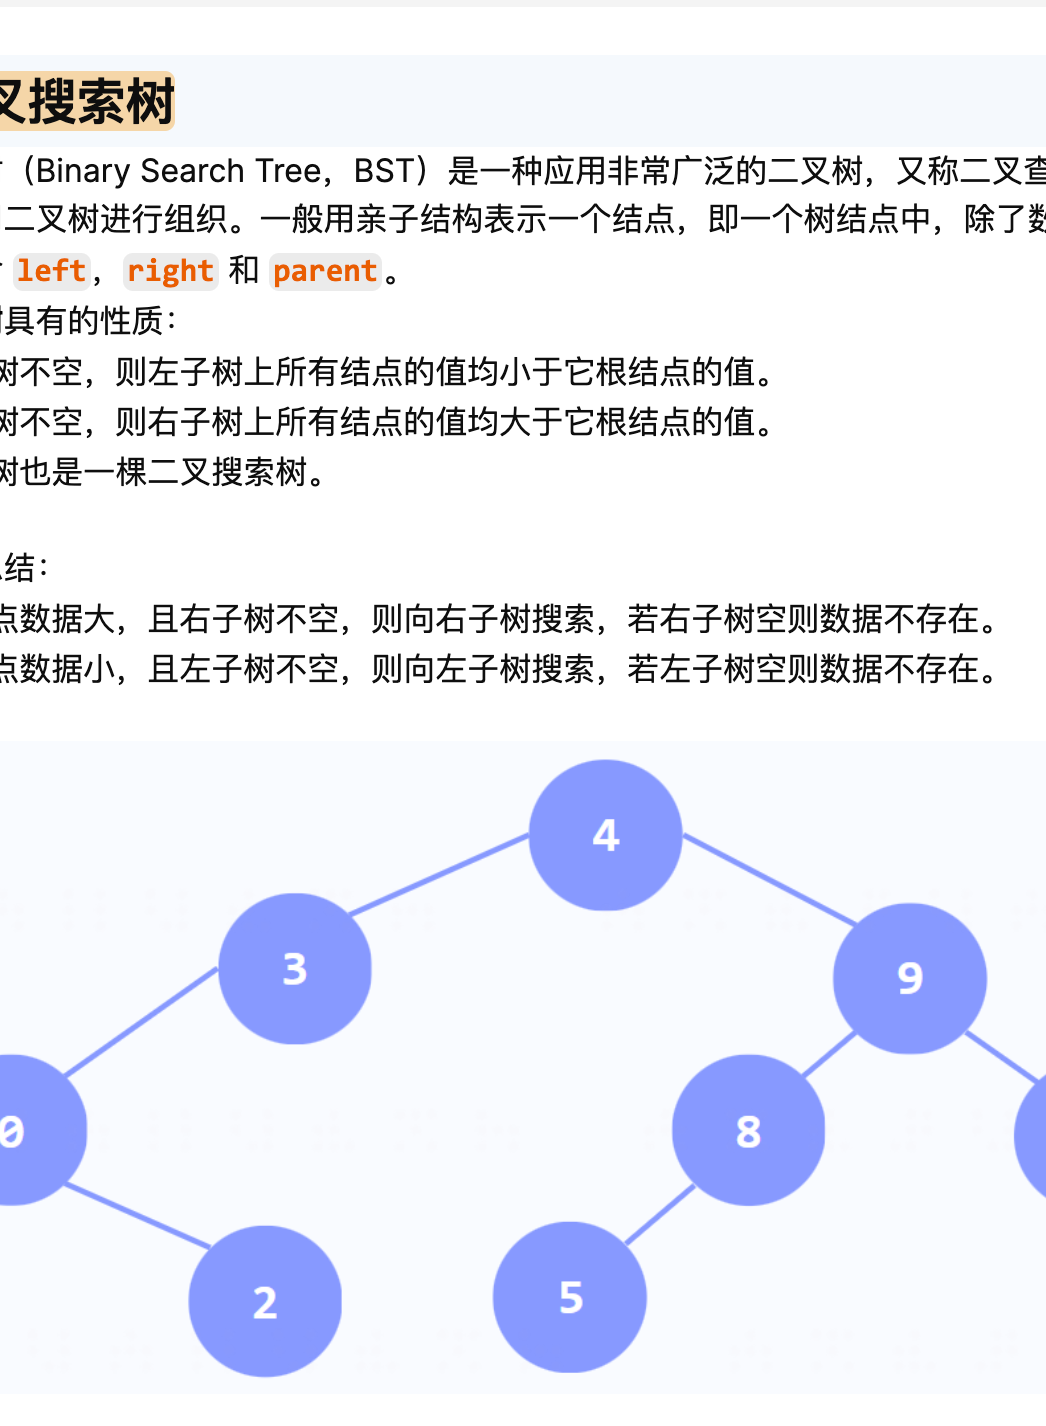 叉搜索树
（Binary Search Tree，BST）是一种应用非常广泛的二叉树，又称二叉查
二叉树进行组织。一般用亲子结构表示一个结点，即一个树结点中，除了数
left，right 和 parent。
具有的性质：
树不空，则左子树上所有结点的值均小于它根结点的值。
树不空，则右子树上所有结点的值均大于它根结点的值。
树也是一棵二叉搜索树。
结：
点数据大，且右子树不空，则向右子树搜索，若右子树空则数据不存在。
点数据小，且左子树不空，则向左子树搜索，若左子树空则数据不存在。
4
3
9
0
8
2
5